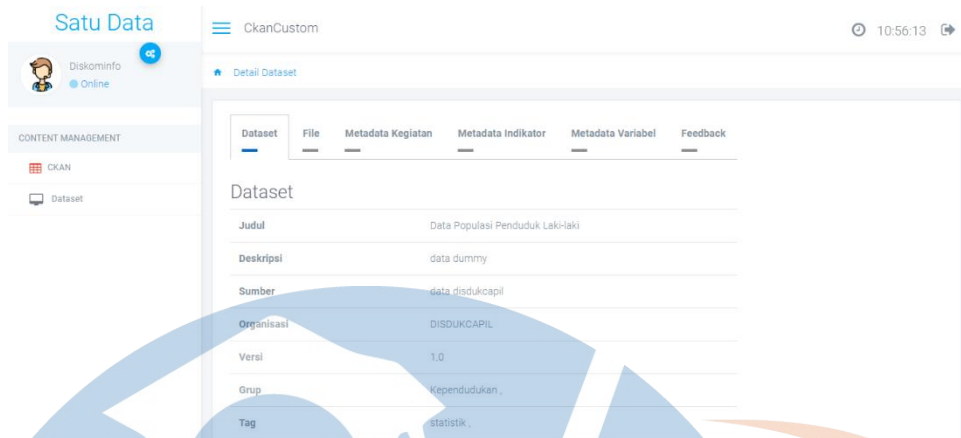 Satu Data
CkanCustom
10:56:13
Diskominfo
Online
Detail Dataset
CONTENT MANAGEMENT
CKAN
Dataset
Dataset File Metadata Kegiatan Metadata Indikator Metadata Variabel Feedback
Dataset
Judul Data Populasi Penduduk Laki-laki
Deskripsi data dummy
Sumber data disdukcapil
Organisasi DISDUKCAPIL
Versi 1.0
Grup Kependudukan ,
Tag statistik ,